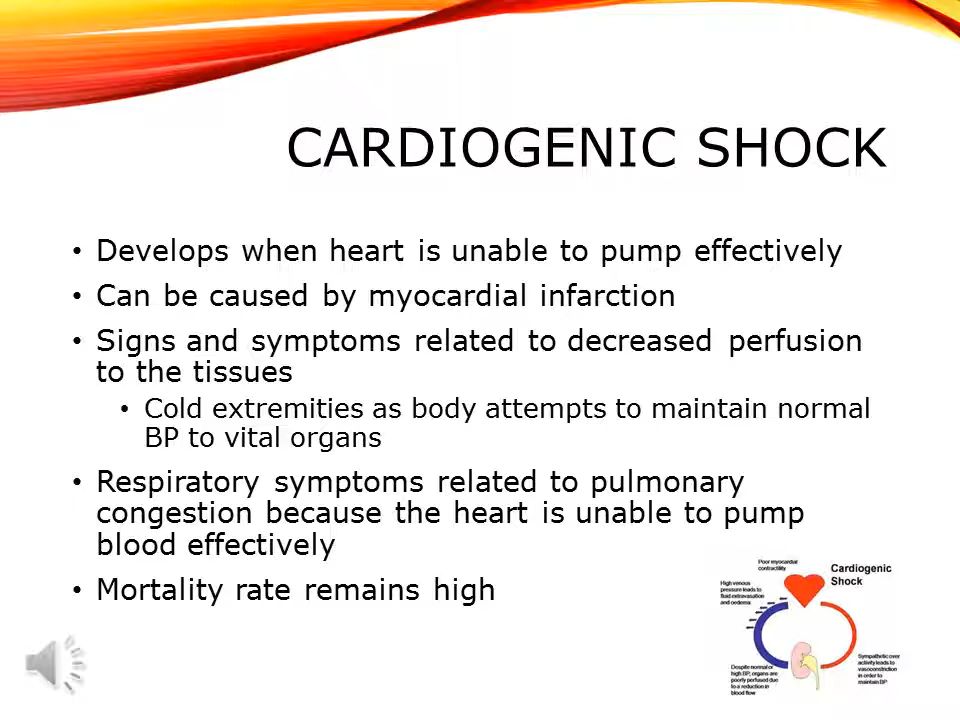 CARDIOGENIC SHOCK
• Develops when heart is unable to pump effectively
• Can be caused by myocardial infarction
• Signs and symptoms related to decreased perfusion
to the tissues
• Cold extremities as body attempts to maintain normal
BP to vital organs
• Respiratory symptoms related to pulmonary
congestion because the heart is unable to pump
blood effectively
• Mortality rate remains high
Poor myocardial
contractility
Cardiogenic
Shock
High venous
pressure leads to
fluid extravasation
and oedema
Despite normal or
high BP, organs are
poorly perfused due
to a reduction in
blood flow
Sympathetic over
activity leads to
vasoconstriction
in order to
maintain BP